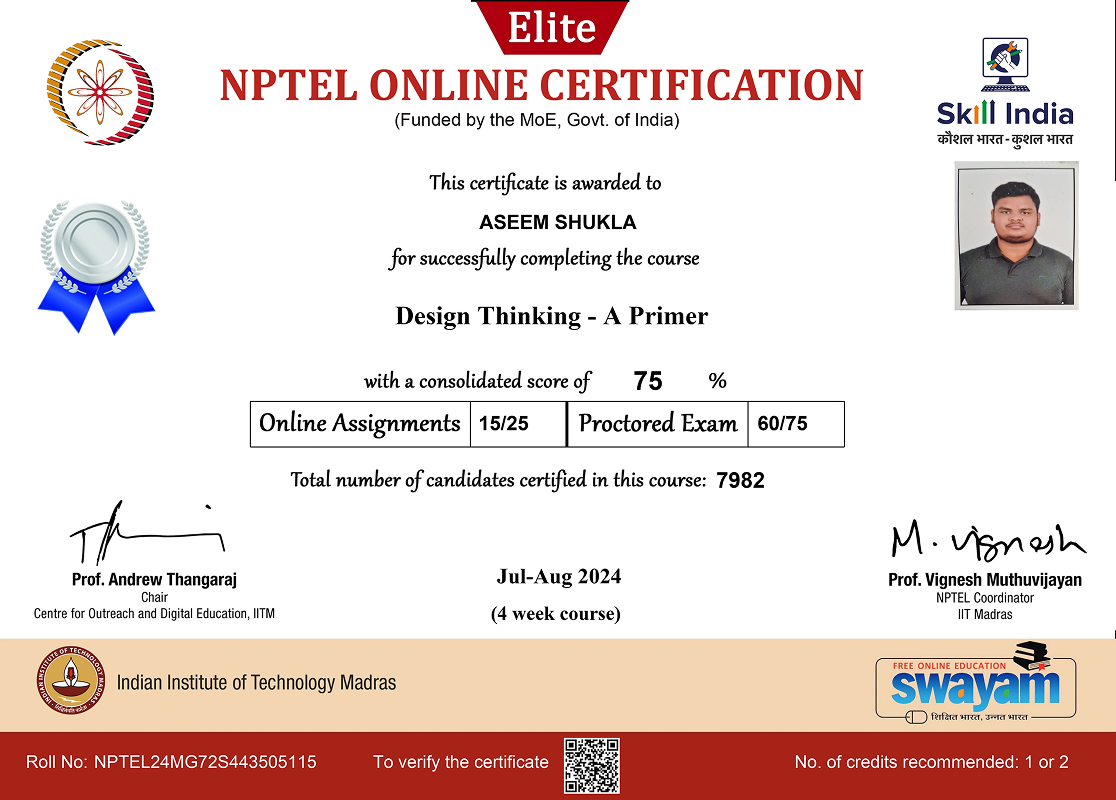 Elite
NPTEL ONLINE CERTIFICATION
(Funded by the MoE, Govt. of India)
Skill India
कौशल भारत - कुशल भारत
This certificate is awarded to
ASEEM SHUKLA
for successfully completing the course
Design Thinking - A Primer
with a consolidated score of 75 %
Online Assignments 15/25 Proctored Exam 60/75
Total number of candidates certified in this course: 7982
M. Vignesh
Prof. Andrew Thangaraj
Chair
Centre for Outreach and Digital Education, IITM
Jul-Aug 2024
(4 week course)
Prof. Vignesh Muthuvijayan
NPTEL Coordinator
IIT Madras
INDIAN INSTITUTE OF TECHNOLOGY MADRAS
Indian Institute of Technology Madras
FREE ONLINE EDUCATION
swayam
शिक्षित भारत, उन्नत भारत
Roll No: NPTEL24MG72S443505115
To verify the certificate
No. of credits recommended: 1 or 2